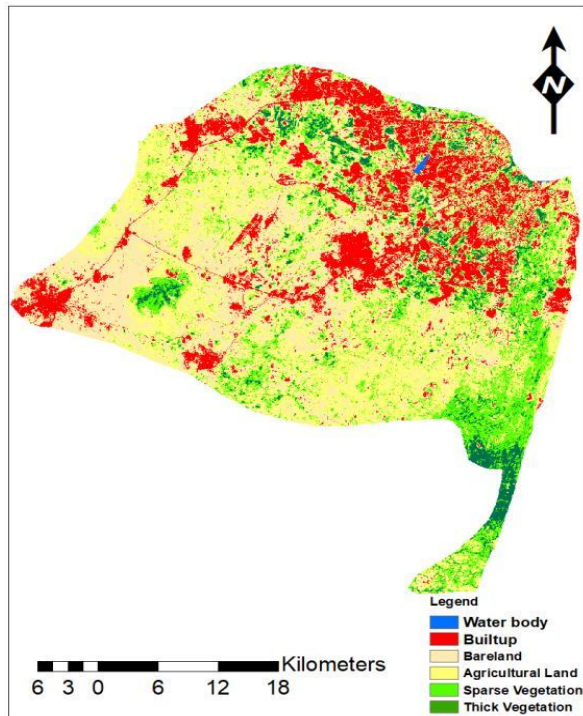 N
Legend
Water body
Builtup
Bareland
Agricultural Land
Sparse Vegetation
Thick Vegetation
Kilometers
6 3 0 6 12 18